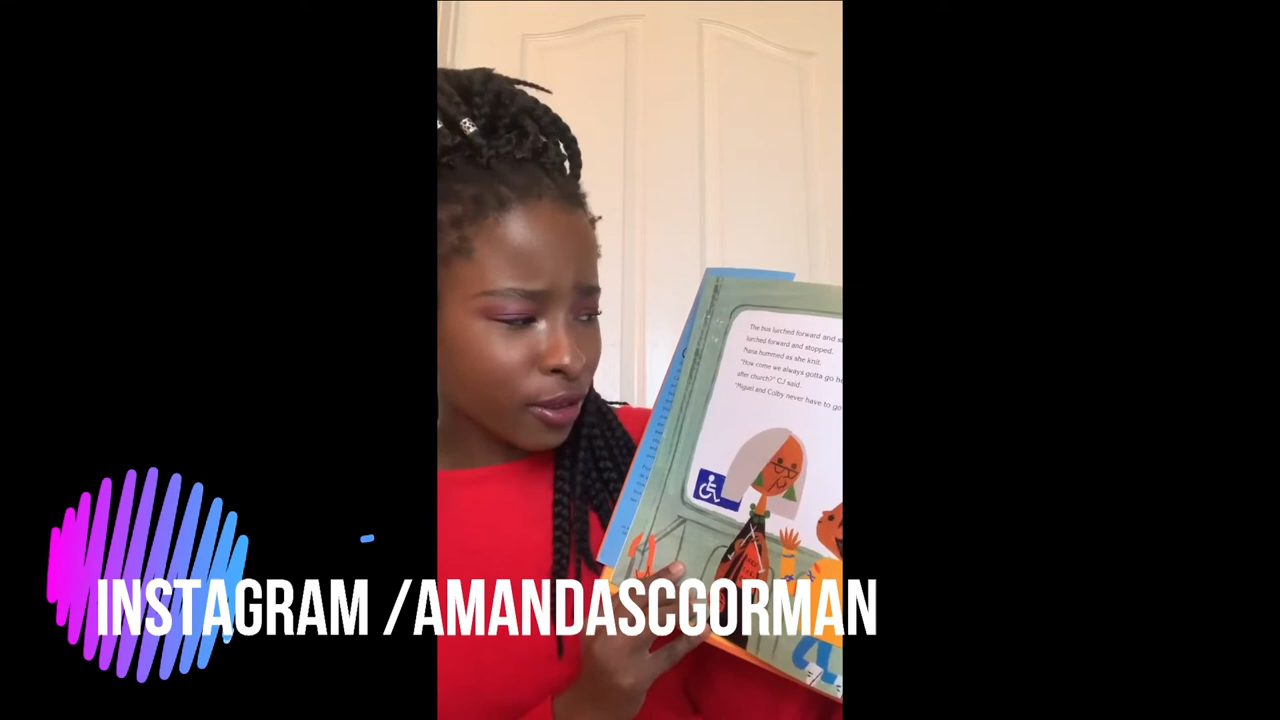 The bus lurched forward and
lurched forward and stopped.
Nana hummed as she knit.
"How come we always gotta go
after church?" CJ said.
"Miguel and Colby never have to go
INSTAGRAM /AMANDASCGORMAN